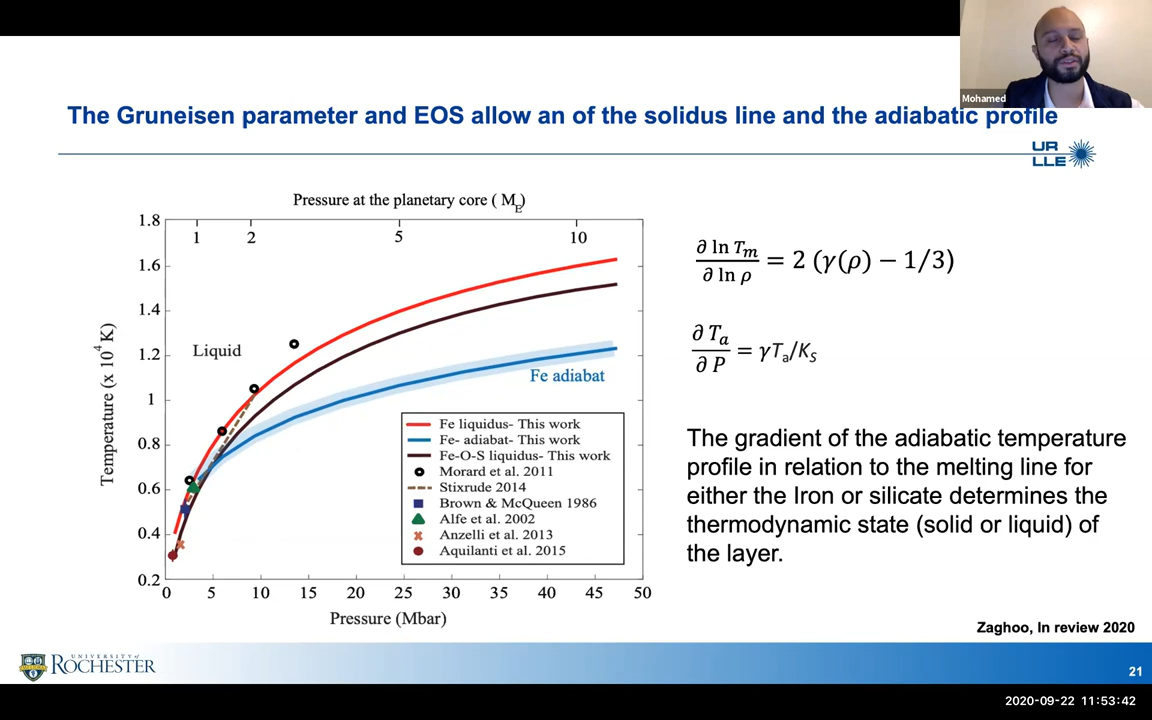 Mohamed
The Gruneisen parameter and EOS allow an of the solidus line and the adiabatic profile
UR
LLE
Pressure at the planetary core ( M_E)
1 2 5 10
1.8
1.6
1.4
1.2
1
0.8
0.6
0.4
0.2
Temperature (x 10^4 K)
Liquid
Fe adiabat
Fe liquidus- This work
Fe- adiabat- This work
Fe-O-S liquidus- This work
Morard et al. 2011
Stixrude 2014
Brown & McQueen 1986
Alfe et al. 2002
Anzelli et al. 2013
Aquilanti et al. 2015
0 5 10 15 20 25 30 35 40 45 50
Pressure (Mbar)
∂ ln T_m / ∂ ln ρ = 2 (γ(ρ) − 1/3)
∂ T_a / ∂ P = γT_a/K_S
The gradient of the adiabatic temperature
profile in relation to the melting line for
either the Iron or silicate determines the
thermodynamic state (solid or liquid) of
the layer.
Zaghoo, In review 2020
UNIVERSITY of
ROCHESTER
21
2020-09-22 11:53:42